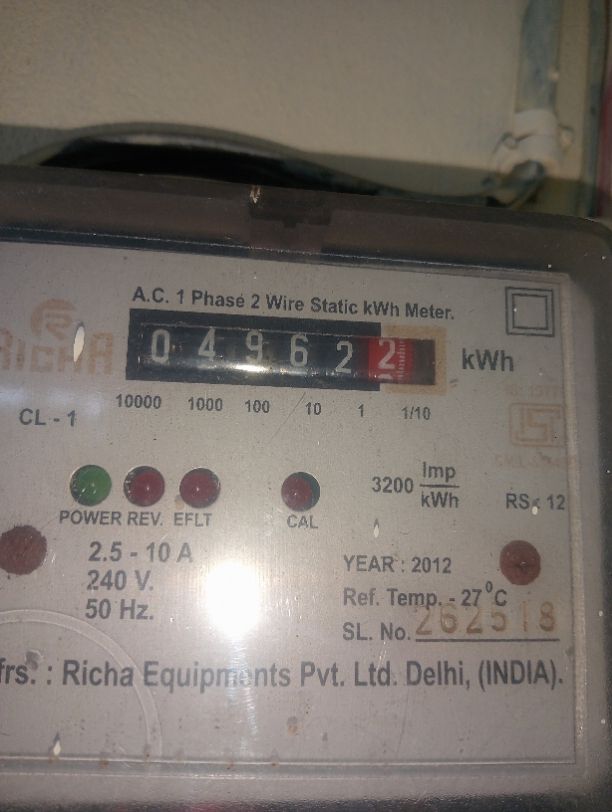 A.C. 1 Phase 2 Wire Static kWh Meter.
RICHA
0 4 9 6 2 2 kWh
10000 1000 100 10 1 1/10
CL - 1
3200 Imp/kWh
RS. 12
POWER REV. EFLT CAL
2.5 - 10 A
240 V.
50 Hz.
YEAR : 2012
Ref. Temp. - 27°C
SL. No. 262518
frs. : Richa Equipments Pvt. Ltd. Delhi, (INDIA).